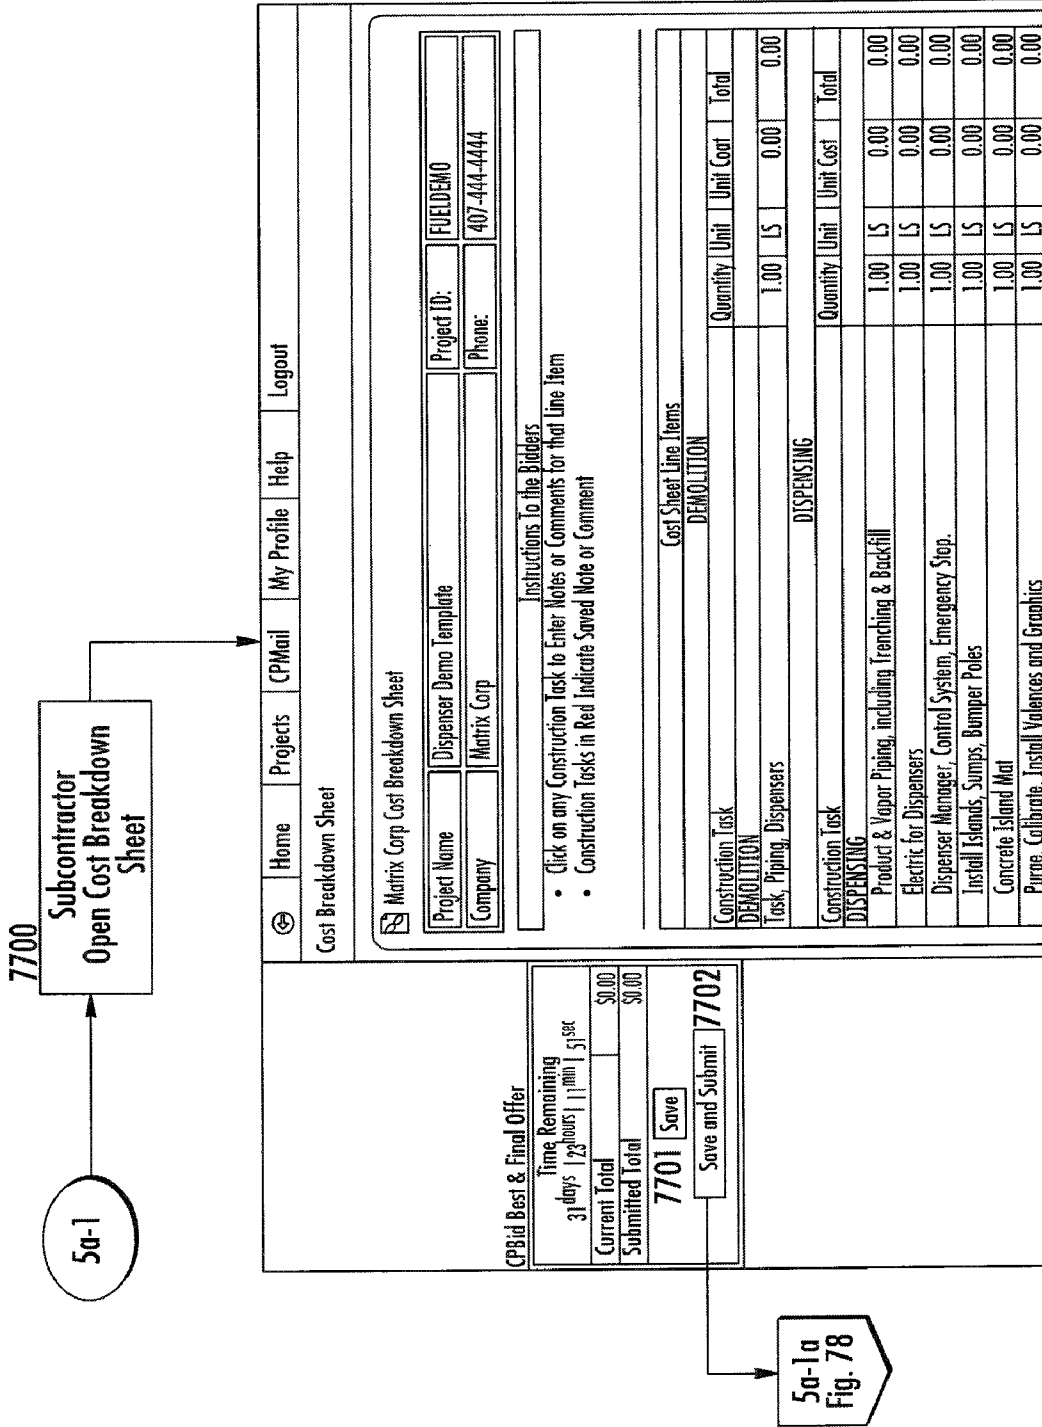 5a-1
7700
Subcontractor
Open Cost Breakdown
Sheet
Home Projects CPMail My Profile Help Logout
Cost Breakdown Sheet
CPBid Best & Final Offer
Time Remaining
31 days | 23 hours | 11 min | 51 sec
Current Total $0.00
Submitted Total $0.00
7701 Save
Save and Submit 7702
5a-1a
Fig. 78
Matrix Corp Cost Breakdown Sheet
Project Name Dispenser Demo Template Project ID: FUELDEMO
Company Matrix Corp Phone: 407-444-4444
Instructions To the Bidders
• Click on any Construction Task to Enter Notes or Comments for that Line Item
• Construction Tasks in Red Indicate Saved Note or Comment
Cost Sheet Line Items
DEMOLITION
Construction Task Quantity Unit Unit Coat Total
DEMOLITION
Task, Piping, Dispensers 1.00 LS 0.00 0.00
DISPENSING
Construction Task Quantity Unit Unit Cost Total
DISPENSING
Product & Vapor Piping, including Trenching & Backfill 1.00 LS 0.00 0.00
Electric for Dispensers 1.00 LS 0.00 0.00
Dispenser Manager, Control System, Emergency Stop. 1.00 LS 0.00 0.00
Install Islands, Sumps, Bumper Poles 1.00 LS 0.00 0.00
Concrete Island Mat 1.00 LS 0.00 0.00
Purge, Calibrate, Install Valences and Graphics 1.00 LS 0.00 0.00